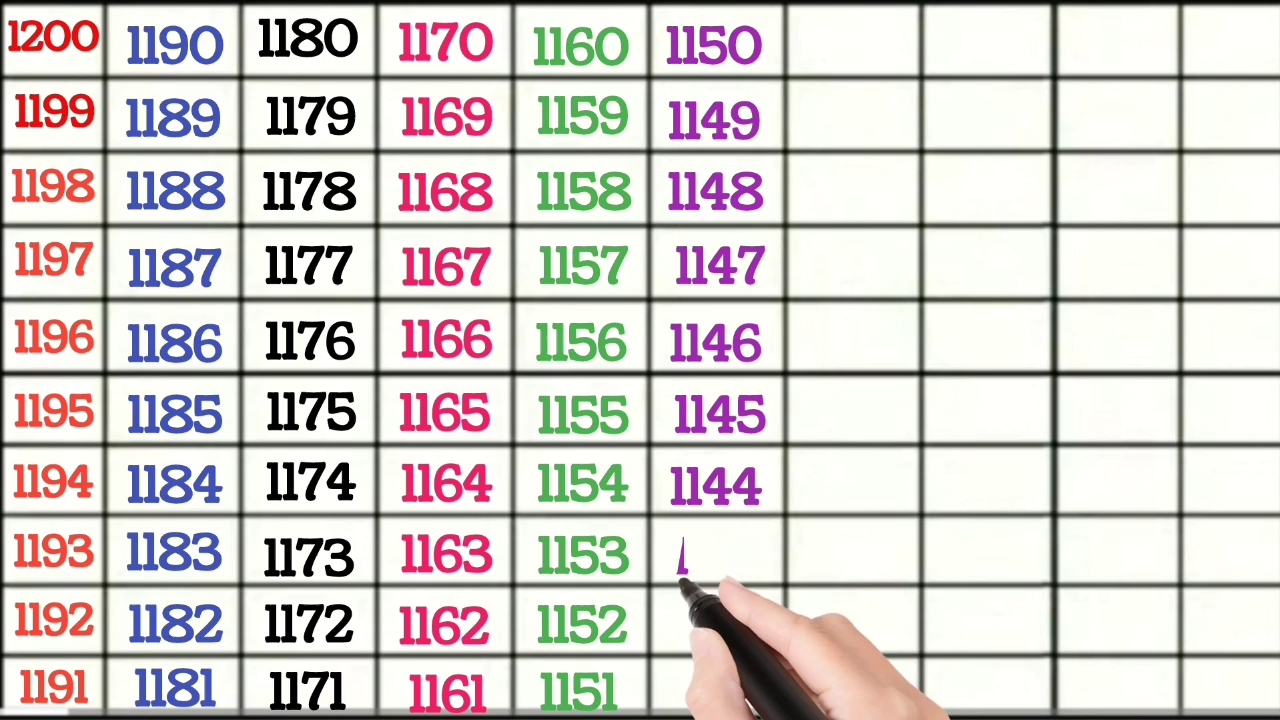 1200 1190 1180 1170 1160 1150
1199 1189 1179 1169 1159 1149
1198 1188 1178 1168 1158 1148
1197 1187 1177 1167 1157 1147
1196 1186 1176 1166 1156 1146
1195 1185 1175 1165 1155 1145
1194 1184 1174 1164 1154 1144
1193 1183 1173 1163 1153
1192 1182 1172 1162 1152
1191 1181 1171 1161 1151